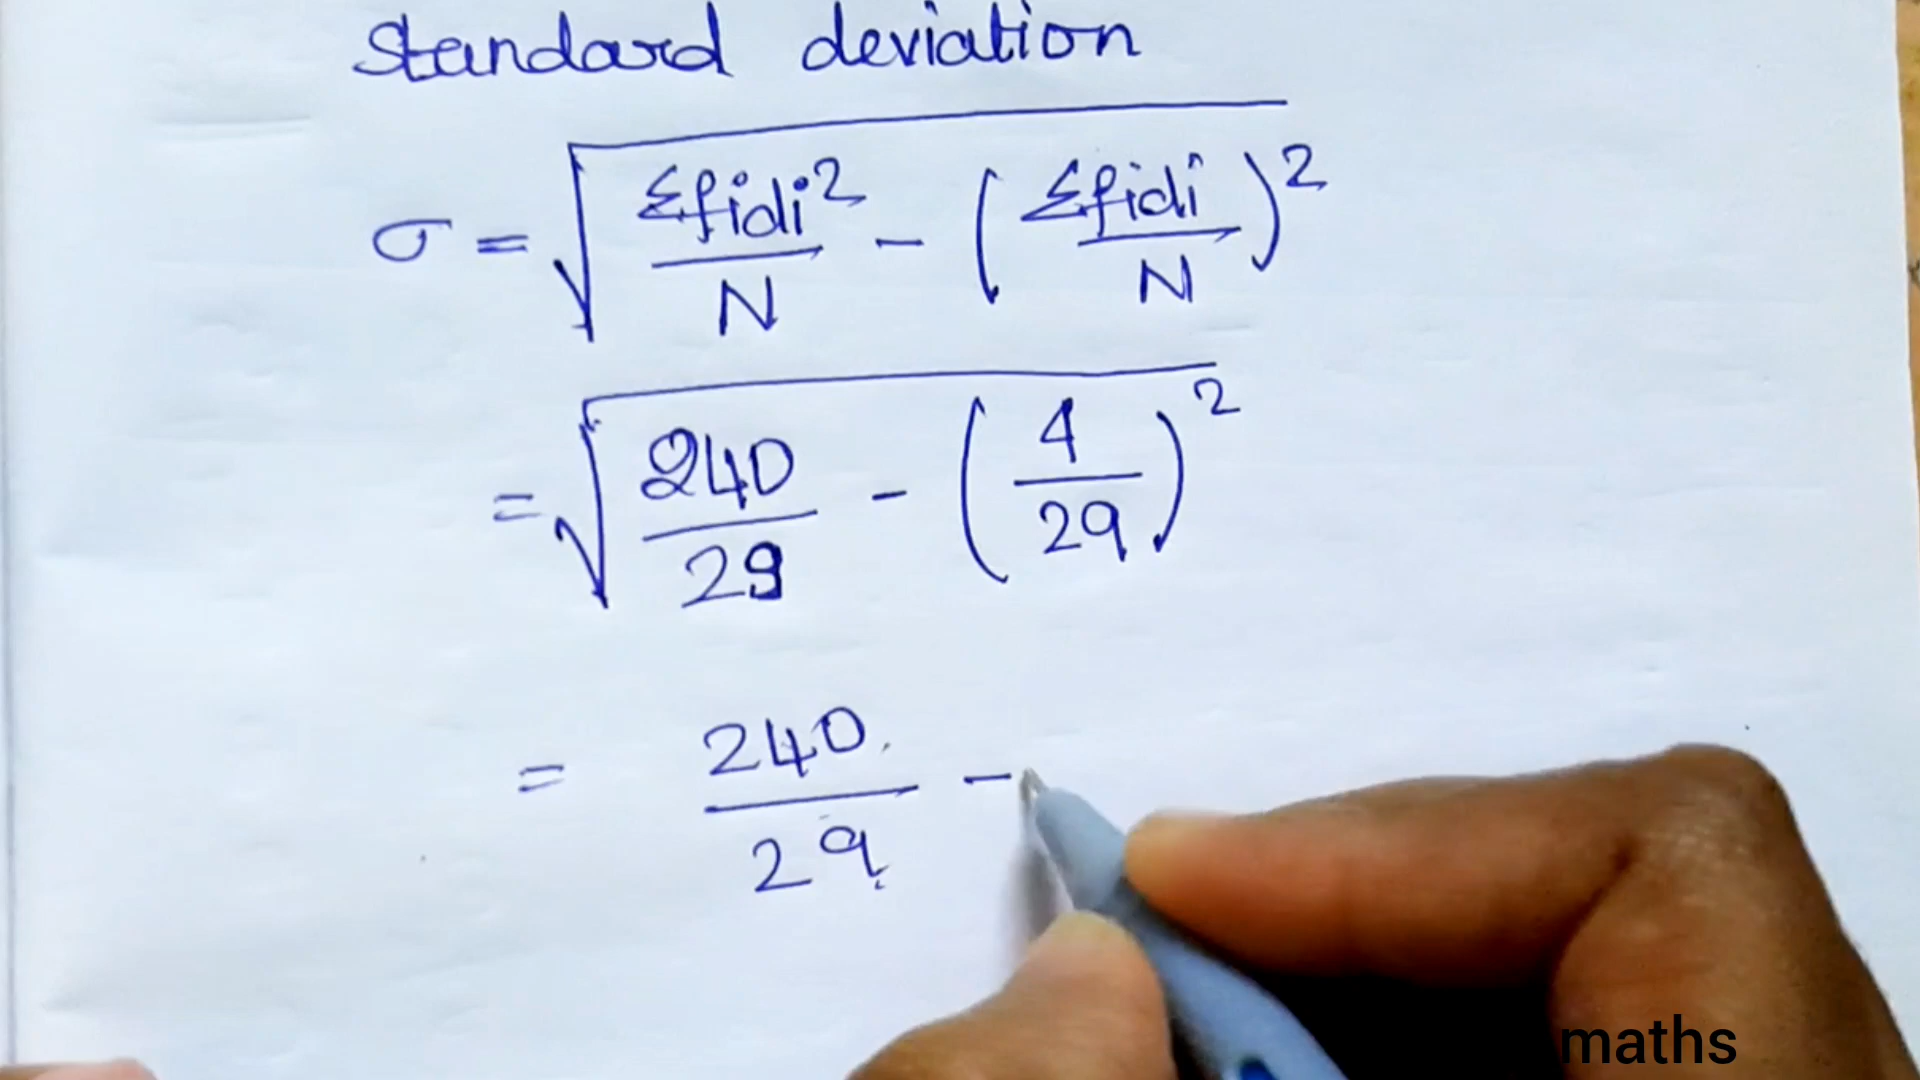 Standard deviation
σ = √(Σfidi²/N - (Σfidi/N)²)
= √(240/29 - (4/29)²)
= 240/29 -
maths